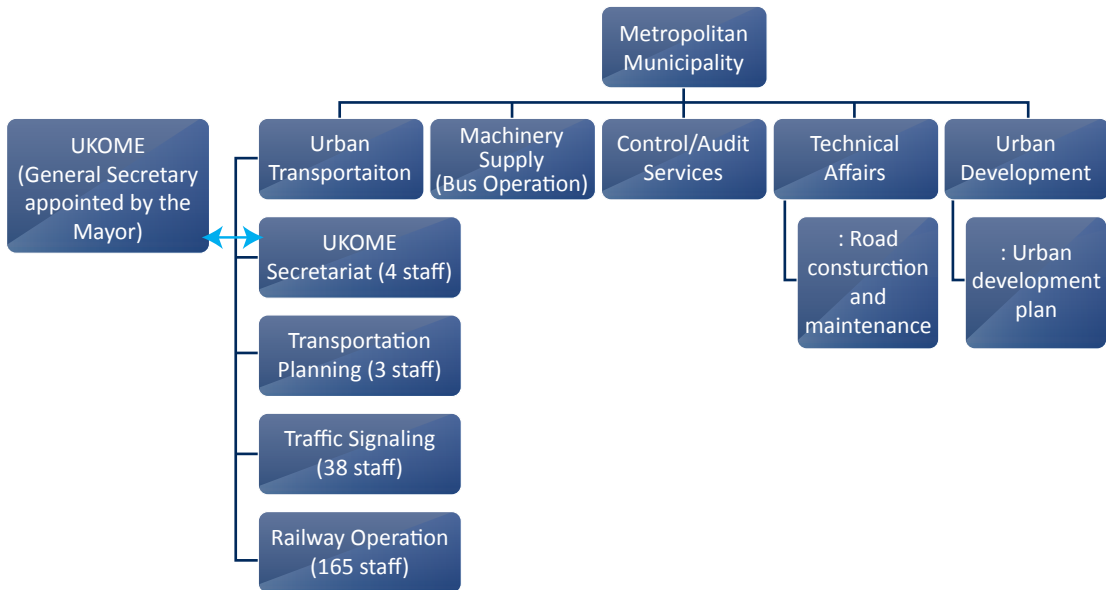 Metropolitan
Municipality
UKOME
(General Secretary
appointed by the
Mayor)
Urban
Transportaiton
Machinery
Supply
(Bus Operation)
Control/Audit
Services
Technical
Affairs
Urban
Development
UKOME
Secretariat (4 staff)
: Road
consturction
and
maintenance
: Urban
development
plan
Transportation
Planning (3 staff)
Traffic Signaling
(38 staff)
Railway Operation
(165 staff)